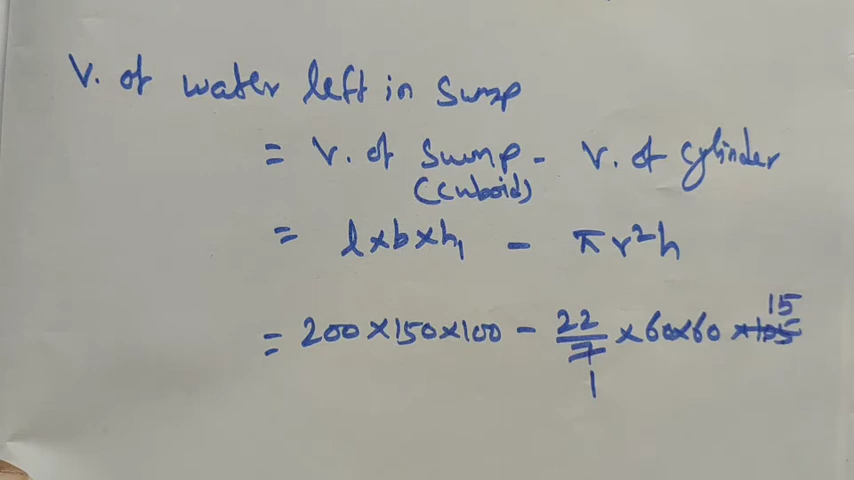 V. of water left in Sump
= V. of Sump - V. of cylinder
(cuboid)
= l×b×h₁ - πr²h
15
= 200×150×100 - 22/7 ×60×60 ×105
1